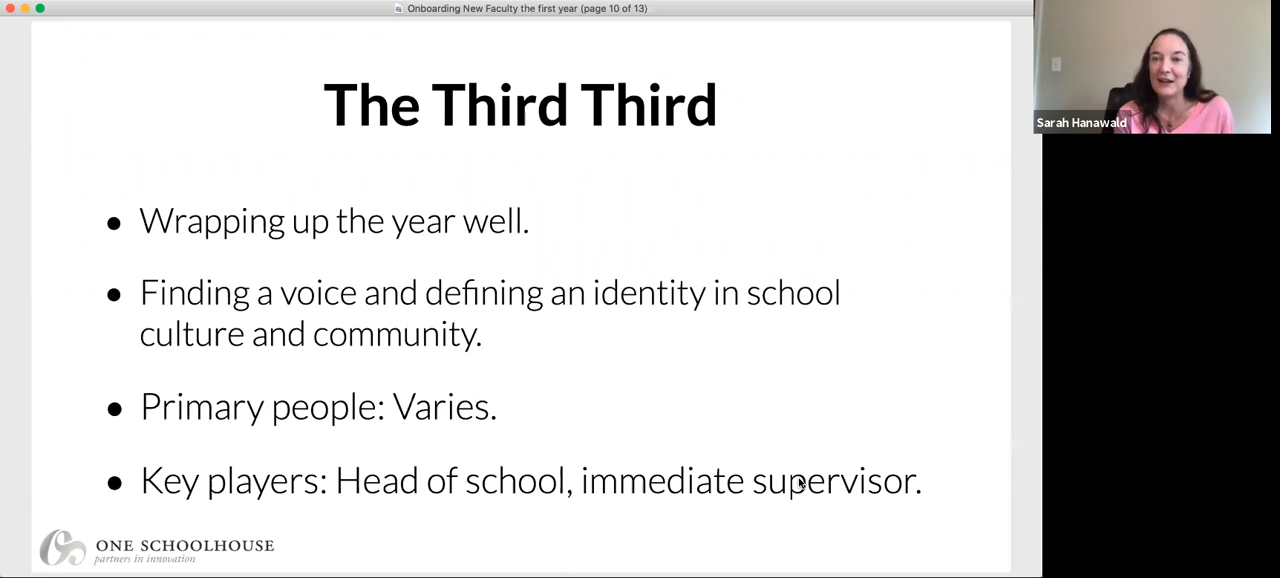 Onboarding New Faculty the first year (page 10 of 13)
Sarah Hanawald
The Third Third
• Wrapping up the year well.
• Finding a voice and defining an identity in school
culture and community.
• Primary people: Varies.
• Key players: Head of school, immediate supervisor.
ONE SCHOOLHOUSE
partners in innovation